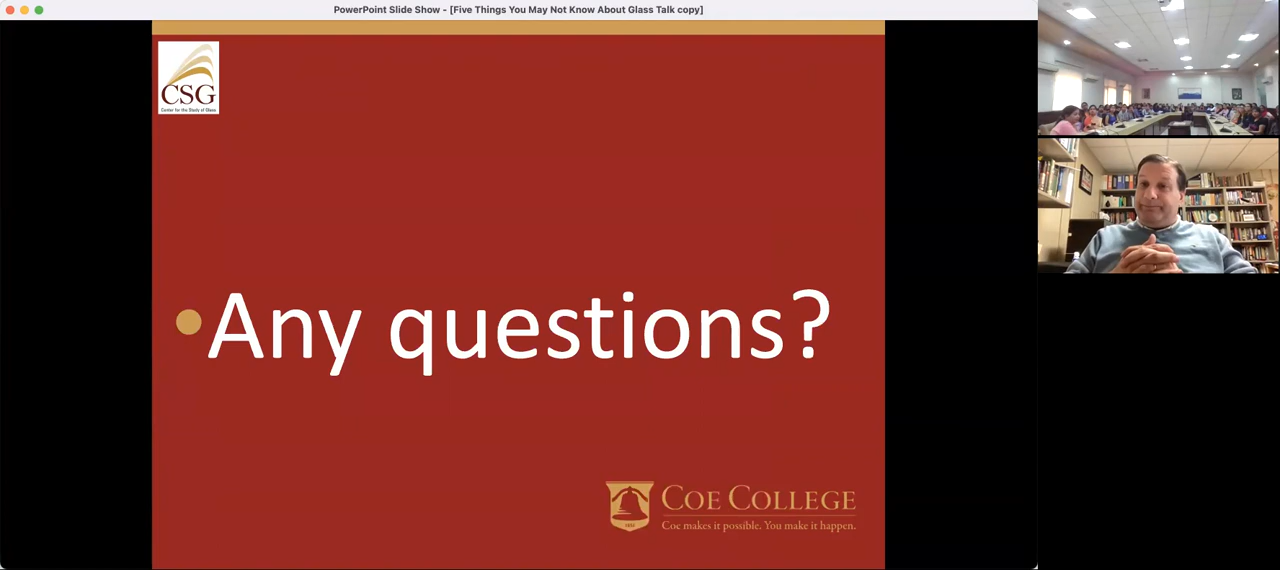 PowerPoint Slide Show - [Five Things You May Not Know About Glass Talk copy]
CSG
Center for the Study of Glass
•Any questions?
COE COLLEGE
Coe makes it possible. You make it happen.